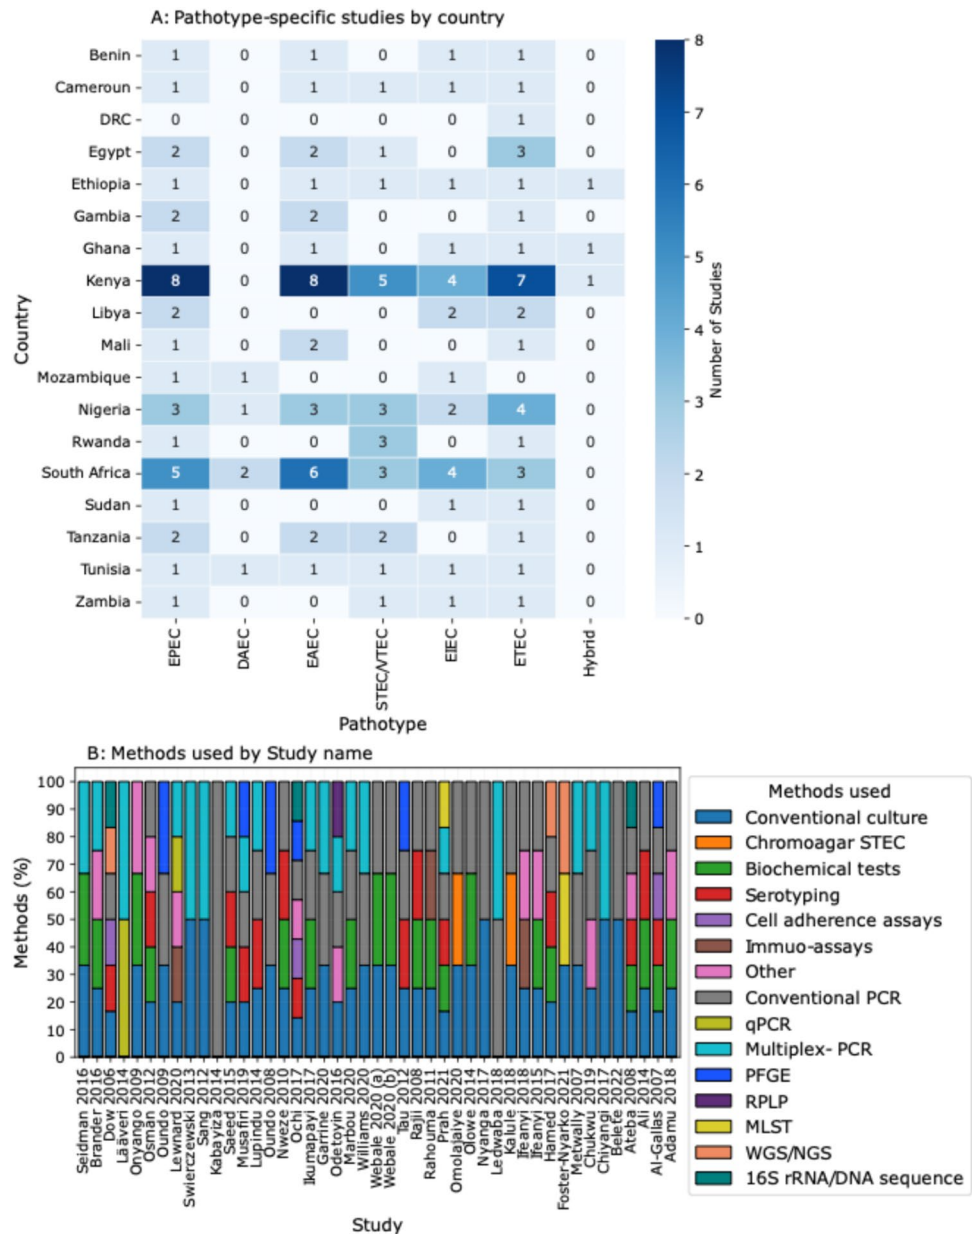 A: Pathotype-specific studies by country
Benin 1 0 1 0 1 1 0
Cameroun 1 0 1 1 1 1 0
DRC 0 0 0 0 0 1 0
Egypt 2 0 2 1 0 3 0
Ethiopia 1 0 1 1 1 1 1
Gambia 2 0 2 0 0 1 0
Ghana 1 0 1 0 1 1 1
Kenya 8 0 8 5 4 7 1
Libya 2 0 0 0 2 2 0
Mali 1 0 2 0 0 1 0
Mozambique 1 1 0 0 1 0 0
Nigeria 3 1 3 3 2 4 0
Rwanda 1 0 0 3 0 1 0
South Africa 5 2 6 3 4 3 0
Sudan 1 0 0 0 1 1 0
Tanzania 2 0 2 2 0 1 0
Tunisia 1 1 1 1 1 1 0
Zambia 1 0 0 1 1 1 0
Country
EPEC DAEC EAEC STEC/VTEC EIEC ETEC Hybrid
Pathotype
8
7
6
5
4
3
2
1
0
Number of Studies
B: Methods used by Study name
100
90
80
70
60
50
40
30
20
10
0
Methods (%)
Seidman 2016
Brander 2016
Dow 2006
Lääveri 2014
Onyango 2009
Osman 2012
Oundo 2009
Lewnard 2020
Swierczewski 2013
Sang 2012
Kabayiza 2014
Saeed 2015
Musafiri 2019
Lupindu 2014
Oundo 2008
Nweze 2010
Ochi 2017
Ikumapayi 2017
Garrine 2020
Odetoyin 2016
Marbou 2020
Williams 2020
Webale 2020 (a)
Webale 2020 (b)
Tau 2012
Rajii 2008
Rahouma 2011
Prah 2021
Omolajaiye 2020
Olowe 2014
Nyanga 2017
Ledwaba 2018
Kalule 2018
Ifeanyi 2017
Ifeanyi 2015
Hamed 2017
Foster-Nyarko 2021
Metwally 2017
Chukwu 2019
Chiyangi 2017
Belete 2022
Ateba 2008
Ali 2014
Al-Gallas 2007
Adamu 2018
Study
Methods used
Conventional culture
Chromoagar STEC
Biochemical tests
Serotyping
Cell adherence assays
Immuo-assays
Other
Conventional PCR
qPCR
Multiplex- PCR
PFGE
RPLP
MLST
WGS/NGS
16S rRNA/DNA sequence